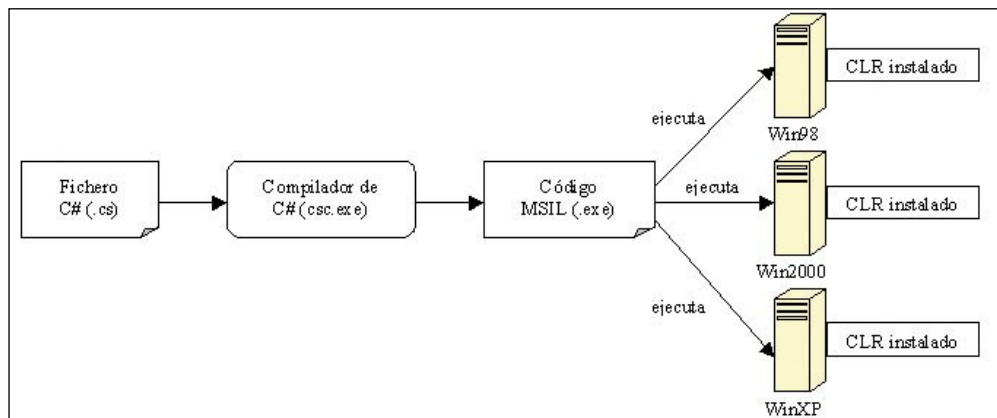 Fichero
C# (.cs)
Compilador de
C# (csc.exe)
Código
MSIL (.exe)
ejecuta
CLR instalado
Win98
ejecuta
CLR instalado
Win2000
ejecuta
CLR instalado
WinXP